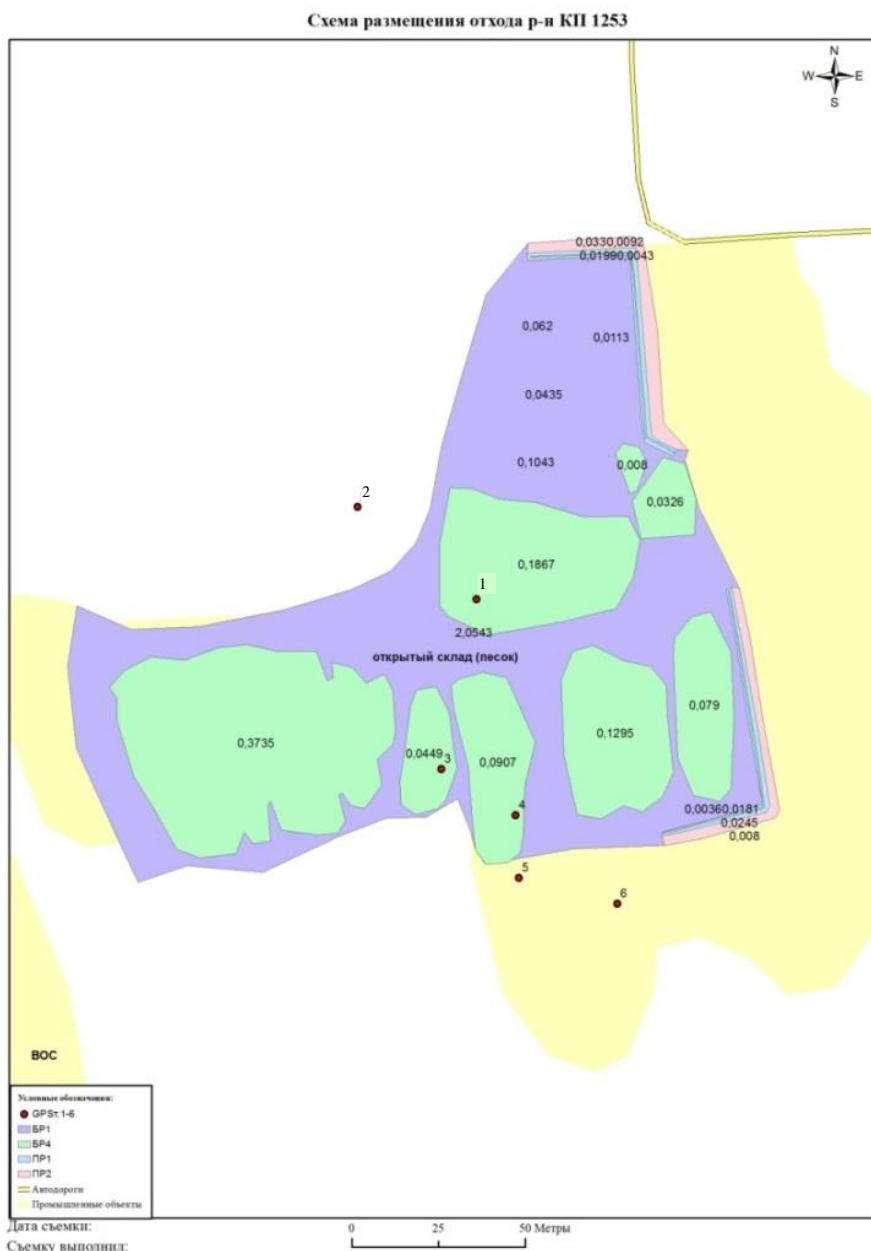 Схема размещения отхода р-н КП 1253
N
W E
S
0,0330,0092
0,01990,0043
0,062
0,0113
0,0435
0,1043
0,008
0,0326
2
0,1867
1
2,0543
открытый склад (песок)
0,079
0,1295
0,3735
0,0449
3
0,0907
4
0,00360,0181
0,0245
0,008
5
6
ВОС
Условные обозначения:
GPSт.1-6
БР1
БР4
ПР1
ПР2
Автодороги
Промышленные объекты
Дата съемки:
Съемку выполнил:
0 25 50 Метры